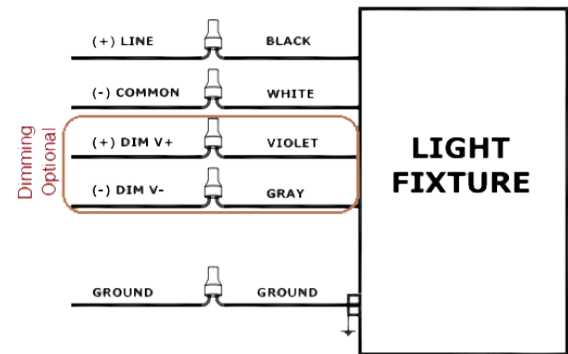 (+) LINE BLACK
(-) COMMON WHITE
Dimming
Optional
(+) DIM V+ VIOLET
(-) DIM V- GRAY
GROUND GROUND
LIGHT
FIXTURE